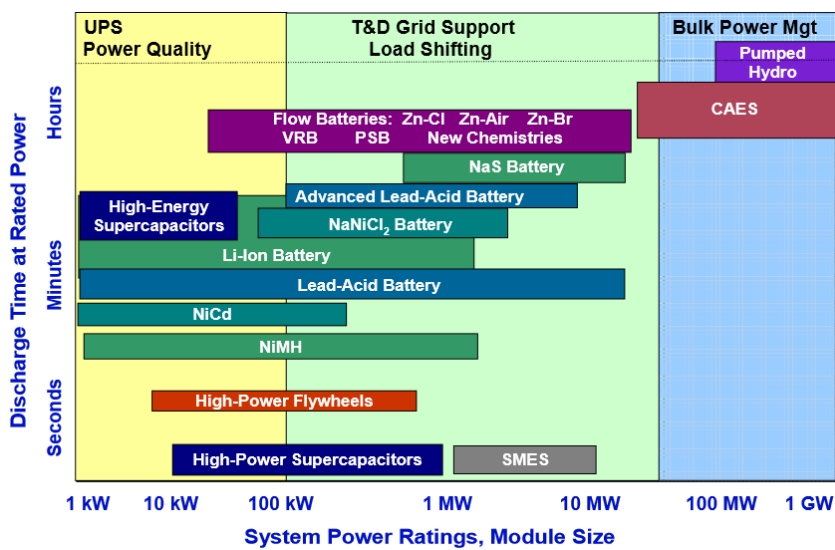 UPS
Power Quality
T&D Grid Support
Load Shifting
Bulk Power Mgt
Pumped
Hydro
CAES
Flow Batteries: Zn-Cl Zn-Air Zn-Br
VRB PSB New Chemistries
NaS Battery
Advanced Lead-Acid Battery
High-Energy
Supercapacitors
NaNiCl₂ Battery
Li-Ion Battery
Lead-Acid Battery
NiCd
NiMH
High-Power Flywheels
High-Power Supercapacitors
SMES
Discharge Time at Rated Power
Hours
Minutes
Seconds
1 kW 10 kW 100 kW 1 MW 10 MW 100 MW 1 GW
System Power Ratings, Module Size